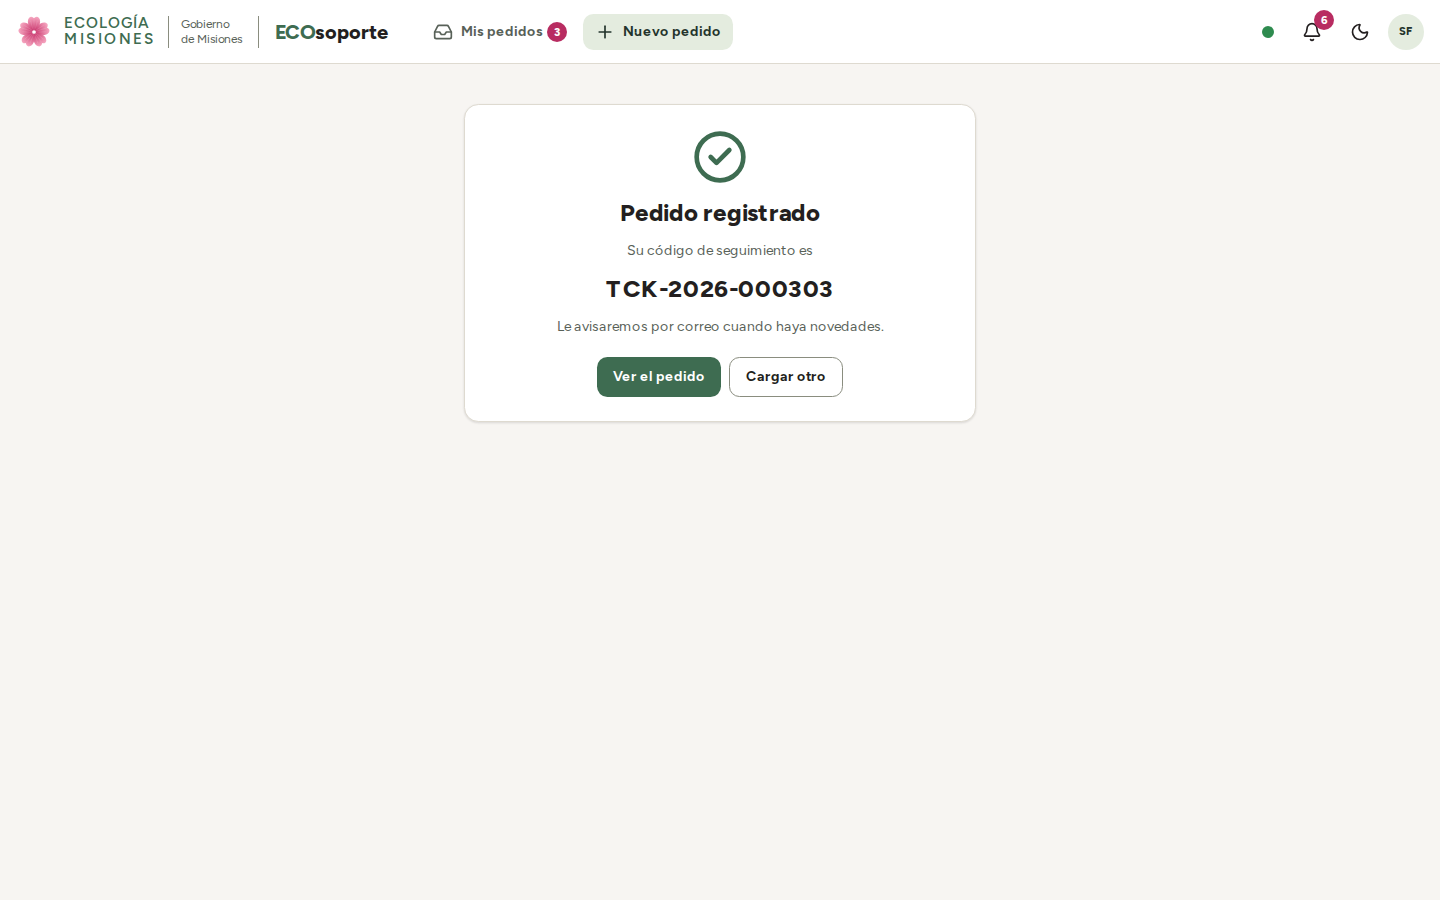 ECOLOGÍA
MISIONES
Gobierno
de Misiones
ECOsoporte
Mis pedidos 3
Nuevo pedido
6
SF
Pedido registrado
Su código de seguimiento es
TCK-2026-000303
Le avisaremos por correo cuando haya novedades.
Ver el pedido
Cargar otro